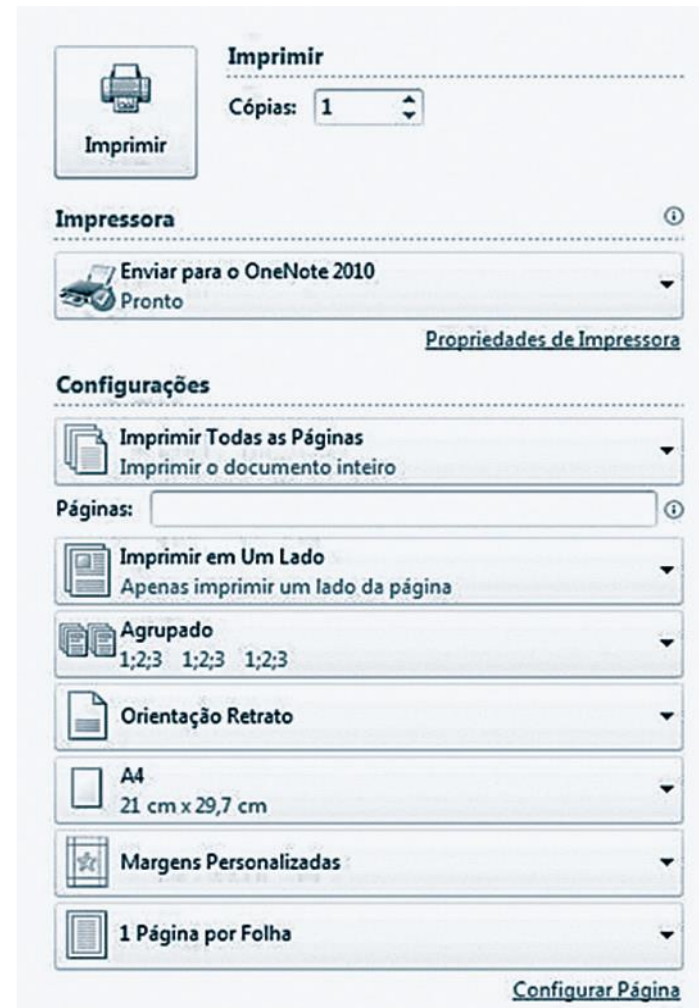 Imprimir
Cópias: 1
Imprimir
Impressora
Enviar para o OneNote 2010
Pronto
Propriedades de Impressora
Configurações
Imprimir Todas as Páginas
Imprimir o documento inteiro
Páginas:
Imprimir em Um Lado
Apenas imprimir um lado da página
Agrupado
1;2;3 1;2;3 1;2;3
Orientação Retrato
A4
21 cm x 29,7 cm
Margens Personalizadas
1 Página por Folha
Configurar Página